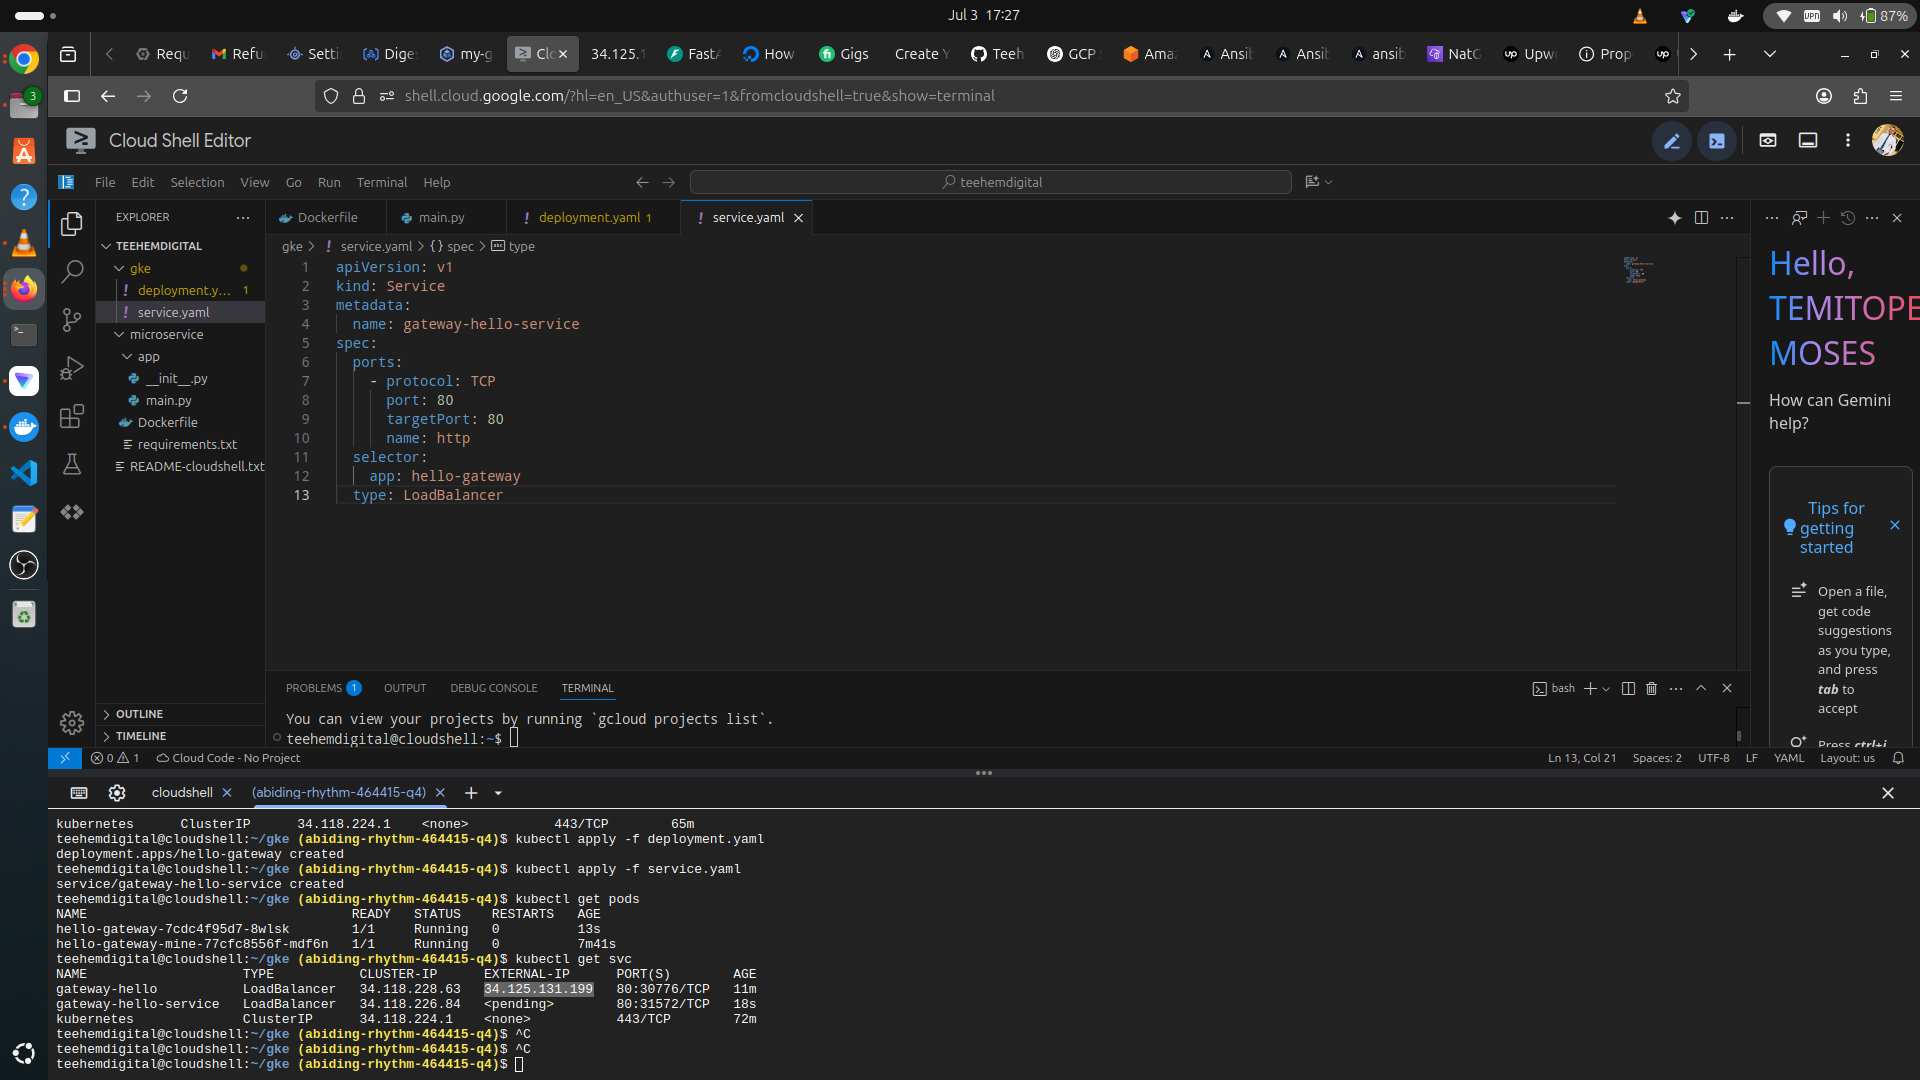 Jul 3 17:27
87%
Requ
Refu
Setti
Dige
my-g
Clo
34.125.1
FastA
How
Gigs
Create Y
Teeh
GCP
Ama
Ansib
Ansib
ansib
NatG
Upw
Prop
shell.cloud.google.com/?hl=en_US&authuser=1&fromcloudshell=true&show=terminal
3
Cloud Shell Editor
File Edit Selection View Go Run Terminal Help
teehemdigital
EXPLORER
Dockerfile
main.py
deployment.yaml 1
service.yaml
TEEHEMDIGITAL
gke
deployment.y... 1
service.yaml
microservice
app
__init__.py
main.py
Dockerfile
requirements.txt
README-cloudshell.txt
OUTLINE
TIMELINE
gke > ! service.yaml > {} spec > abc type
1 apiVersion: v1
2 kind: Service
3 metadata:
4 name: gateway-hello-service
5 spec:
6 ports:
7 - protocol: TCP
8 port: 80
9 targetPort: 80
10 name: http
11 selector:
12 app: hello-gateway
13 type: LoadBalancer
Hello,
TEMITOPE
MOSES
How can Gemini
help?
Tips for
getting
started
Open a file,
get code
suggestions
as you type,
and press
tab to
accept
Press ctrl+i
PROBLEMS 1 OUTPUT DEBUG CONSOLE TERMINAL
bash
You can view your projects by running `gcloud projects list`.
teehemdigital@cloudshell:~$
0 1 Cloud Code - No Project
Ln 13, Col 21 Spaces: 2 UTF-8 LF YAML Layout: us
cloudshell
(abiding-rhythm-464415-q4)
kubernetes ClusterIP 34.118.224.1 <none> 443/TCP 65m
teehemdigital@cloudshell:~/gke (abiding-rhythm-464415-q4)$ kubectl apply -f deployment.yaml
deployment.apps/hello-gateway created
teehemdigital@cloudshell:~/gke (abiding-rhythm-464415-q4)$ kubectl apply -f service.yaml
service/gateway-hello-service created
teehemdigital@cloudshell:~/gke (abiding-rhythm-464415-q4)$ kubectl get pods
NAME READY STATUS RESTARTS AGE
hello-gateway-7cdc4f95d7-8wlsk 1/1 Running 0 13s
hello-gateway-mine-77cfc8556f-mdf6n 1/1 Running 0 7m41s
teehemdigital@cloudshell:~/gke (abiding-rhythm-464415-q4)$ kubectl get svc
NAME TYPE CLUSTER-IP EXTERNAL-IP PORT(S) AGE
gateway-hello LoadBalancer 34.118.228.63 34.125.131.199 80:30776/TCP 11m
gateway-hello-service LoadBalancer 34.118.226.84 <pending> 80:31572/TCP 18s
kubernetes ClusterIP 34.118.224.1 <none> 443/TCP 72m
teehemdigital@cloudshell:~/gke (abiding-rhythm-464415-q4)$ ^C
teehemdigital@cloudshell:~/gke (abiding-rhythm-464415-q4)$ ^C
teehemdigital@cloudshell:~/gke (abiding-rhythm-464415-q4)$